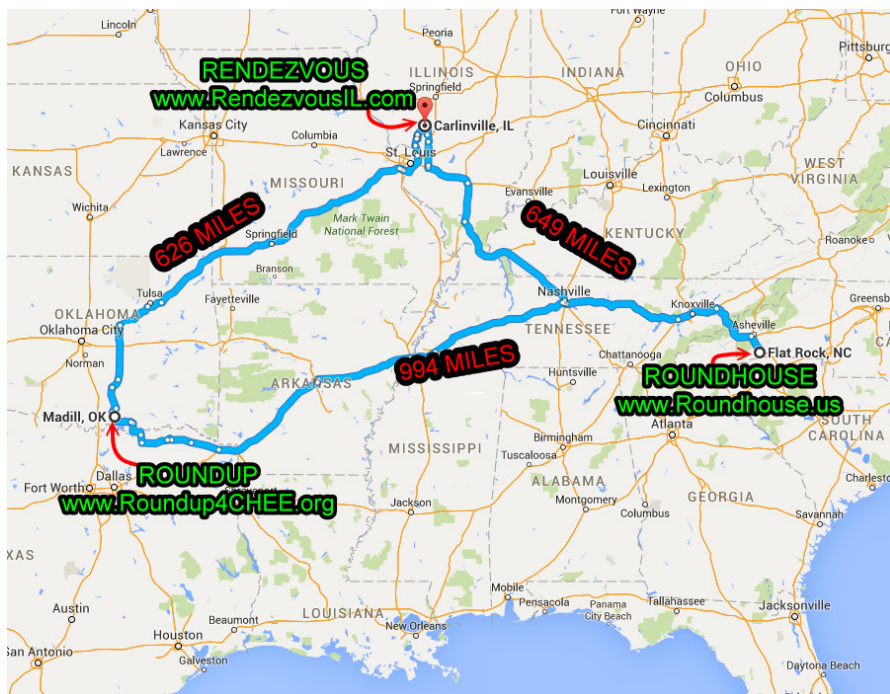 Lincoln
Peoria
Fort Wayne
Pittsburg
RENDEZVOUS
ILLINOIS
INDIANA
OHIO
www.RendezvousIL.com
Springfield
Columbus
Carlinville, IL
Kansas City
Columbia
Cincinnati
Lawrence
St. Louis
WEST
VIRGINIA
KANSAS
MISSOURI
Evansville
Louisville
Lexington
Wichita
626 MILES
Mark Twain
National Forest
649 MILES
KENTUCKY
Roanoke
Springfield
Branson
Tulsa
Nashville
OKLAHOMA
Fayetteville
Knoxville
Greensb
Oklahoma City
TENNESSEE
Asheville
Norman
994 MILES
Chattanooga
Flat Rock, NC
Huntsville
ARKANSAS
ROUNDHOUSE
www.Roundhouse.us
Madill, OK
SOUTH
CAROLINA
Atlanta
MISSISSIPPI
Birmingham
Tuscaloosa
ROUNDUP
Dallas
Charlesto
Fort Worth
www.Roundup4CHEE.org
ALABAMA
GEORGIA
Jackson
Montgomery
Columbus
Savannah
XAS
Mobile
Tallahassee
Austin
LOUISIANA
Pensacola
Panama
City Beach
Jacksonville
Beaumont
New Orleans
Houston
San Antonio
Galveston
Daytona Beach